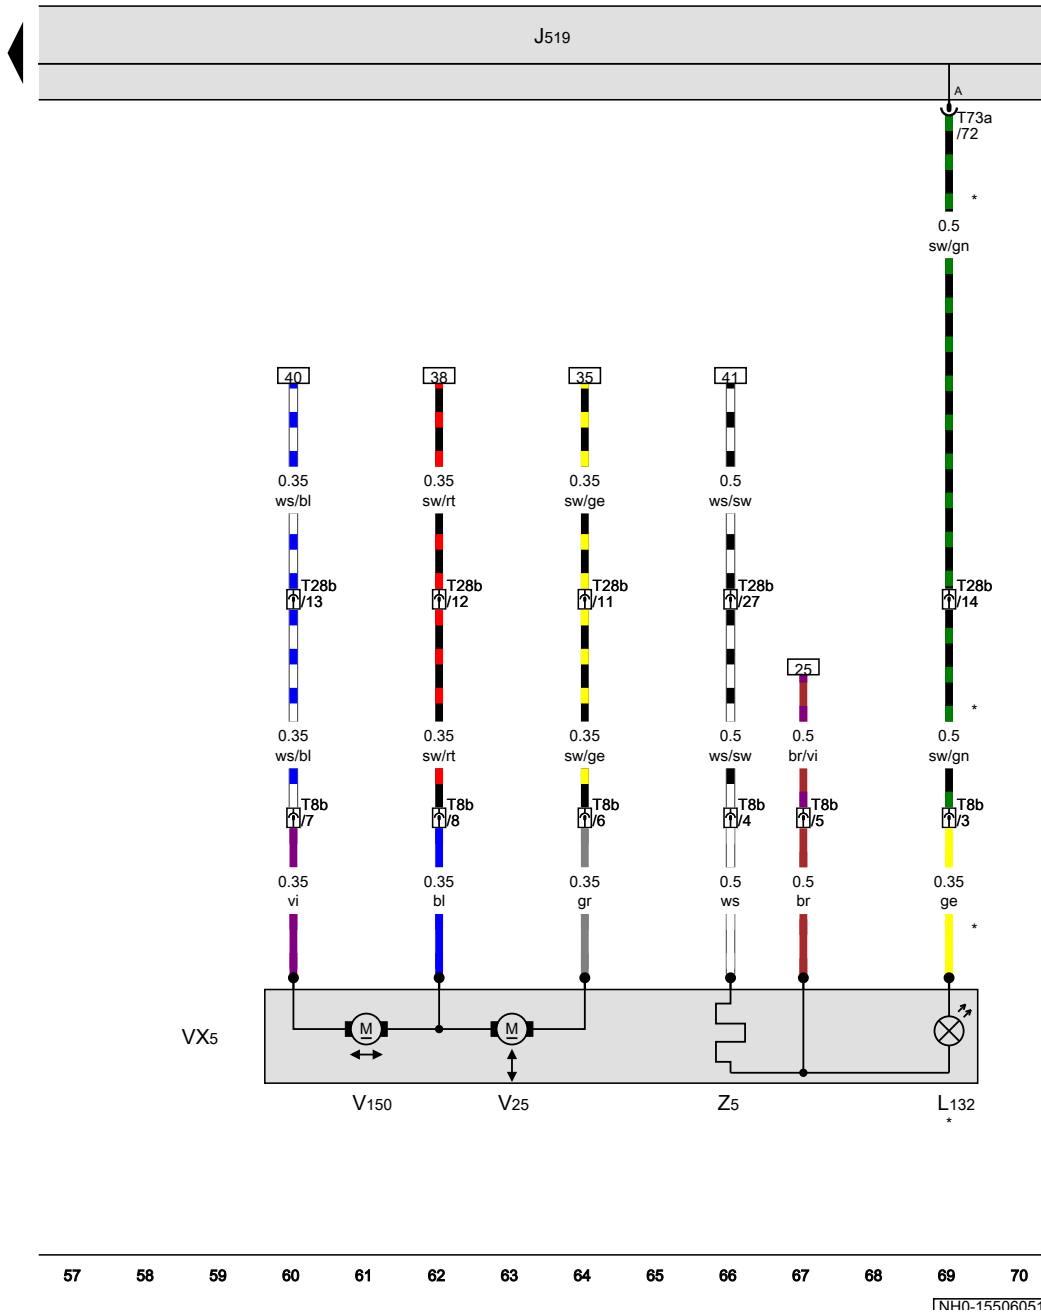 J519
A
T73a
/72
*
0.5
sw/gn
40 38 35 41
0.35 0.35 0.35 0.5
ws/bl sw/rt sw/ge ws/sw
T28b T28b T28b T28b T28b
/13 /12 /11 /27 /14
25
*
0.35 0.35 0.35 0.5 0.5 0.5
ws/bl sw/rt sw/ge ws/sw br/vi sw/gn
T8b T8b T8b T8b T8b T8b
/7 /8 /6 /4 /5 /3
0.35 0.35 0.35 0.5 0.5 0.35
vi bl gr ws br ge
*
VX5 M M
V150 V25 Z5 L132
*
57 58 59 60 61 62 63 64 65 66 67 68 69 70
NH0-15506051